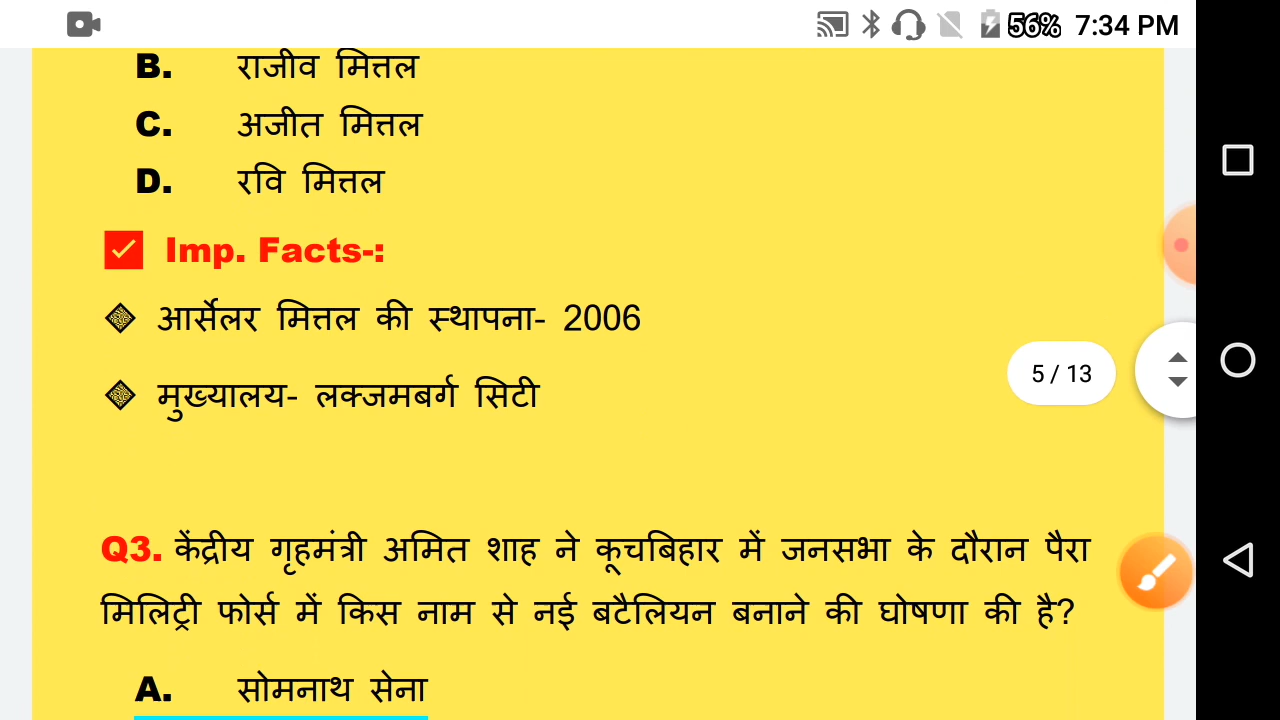 56% 7:34 PM
B. राजीव मित्तल
C. अजीत मित्तल
D. रवि मित्तल
Imp. Facts-:
आर्सेलर मित्तल की स्थापना- 2006
मुख्यालय- लक्जमबर्ग सिटी
5 / 13
Q3. केंद्रीय गृहमंत्री अमित शाह ने कूचबिहार में जनसभा के दौरान पैरा
मिलिट्री फोर्स में किस नाम से नई बटैलियन बनाने की घोषणा की है?
A. सोमनाथ सेना